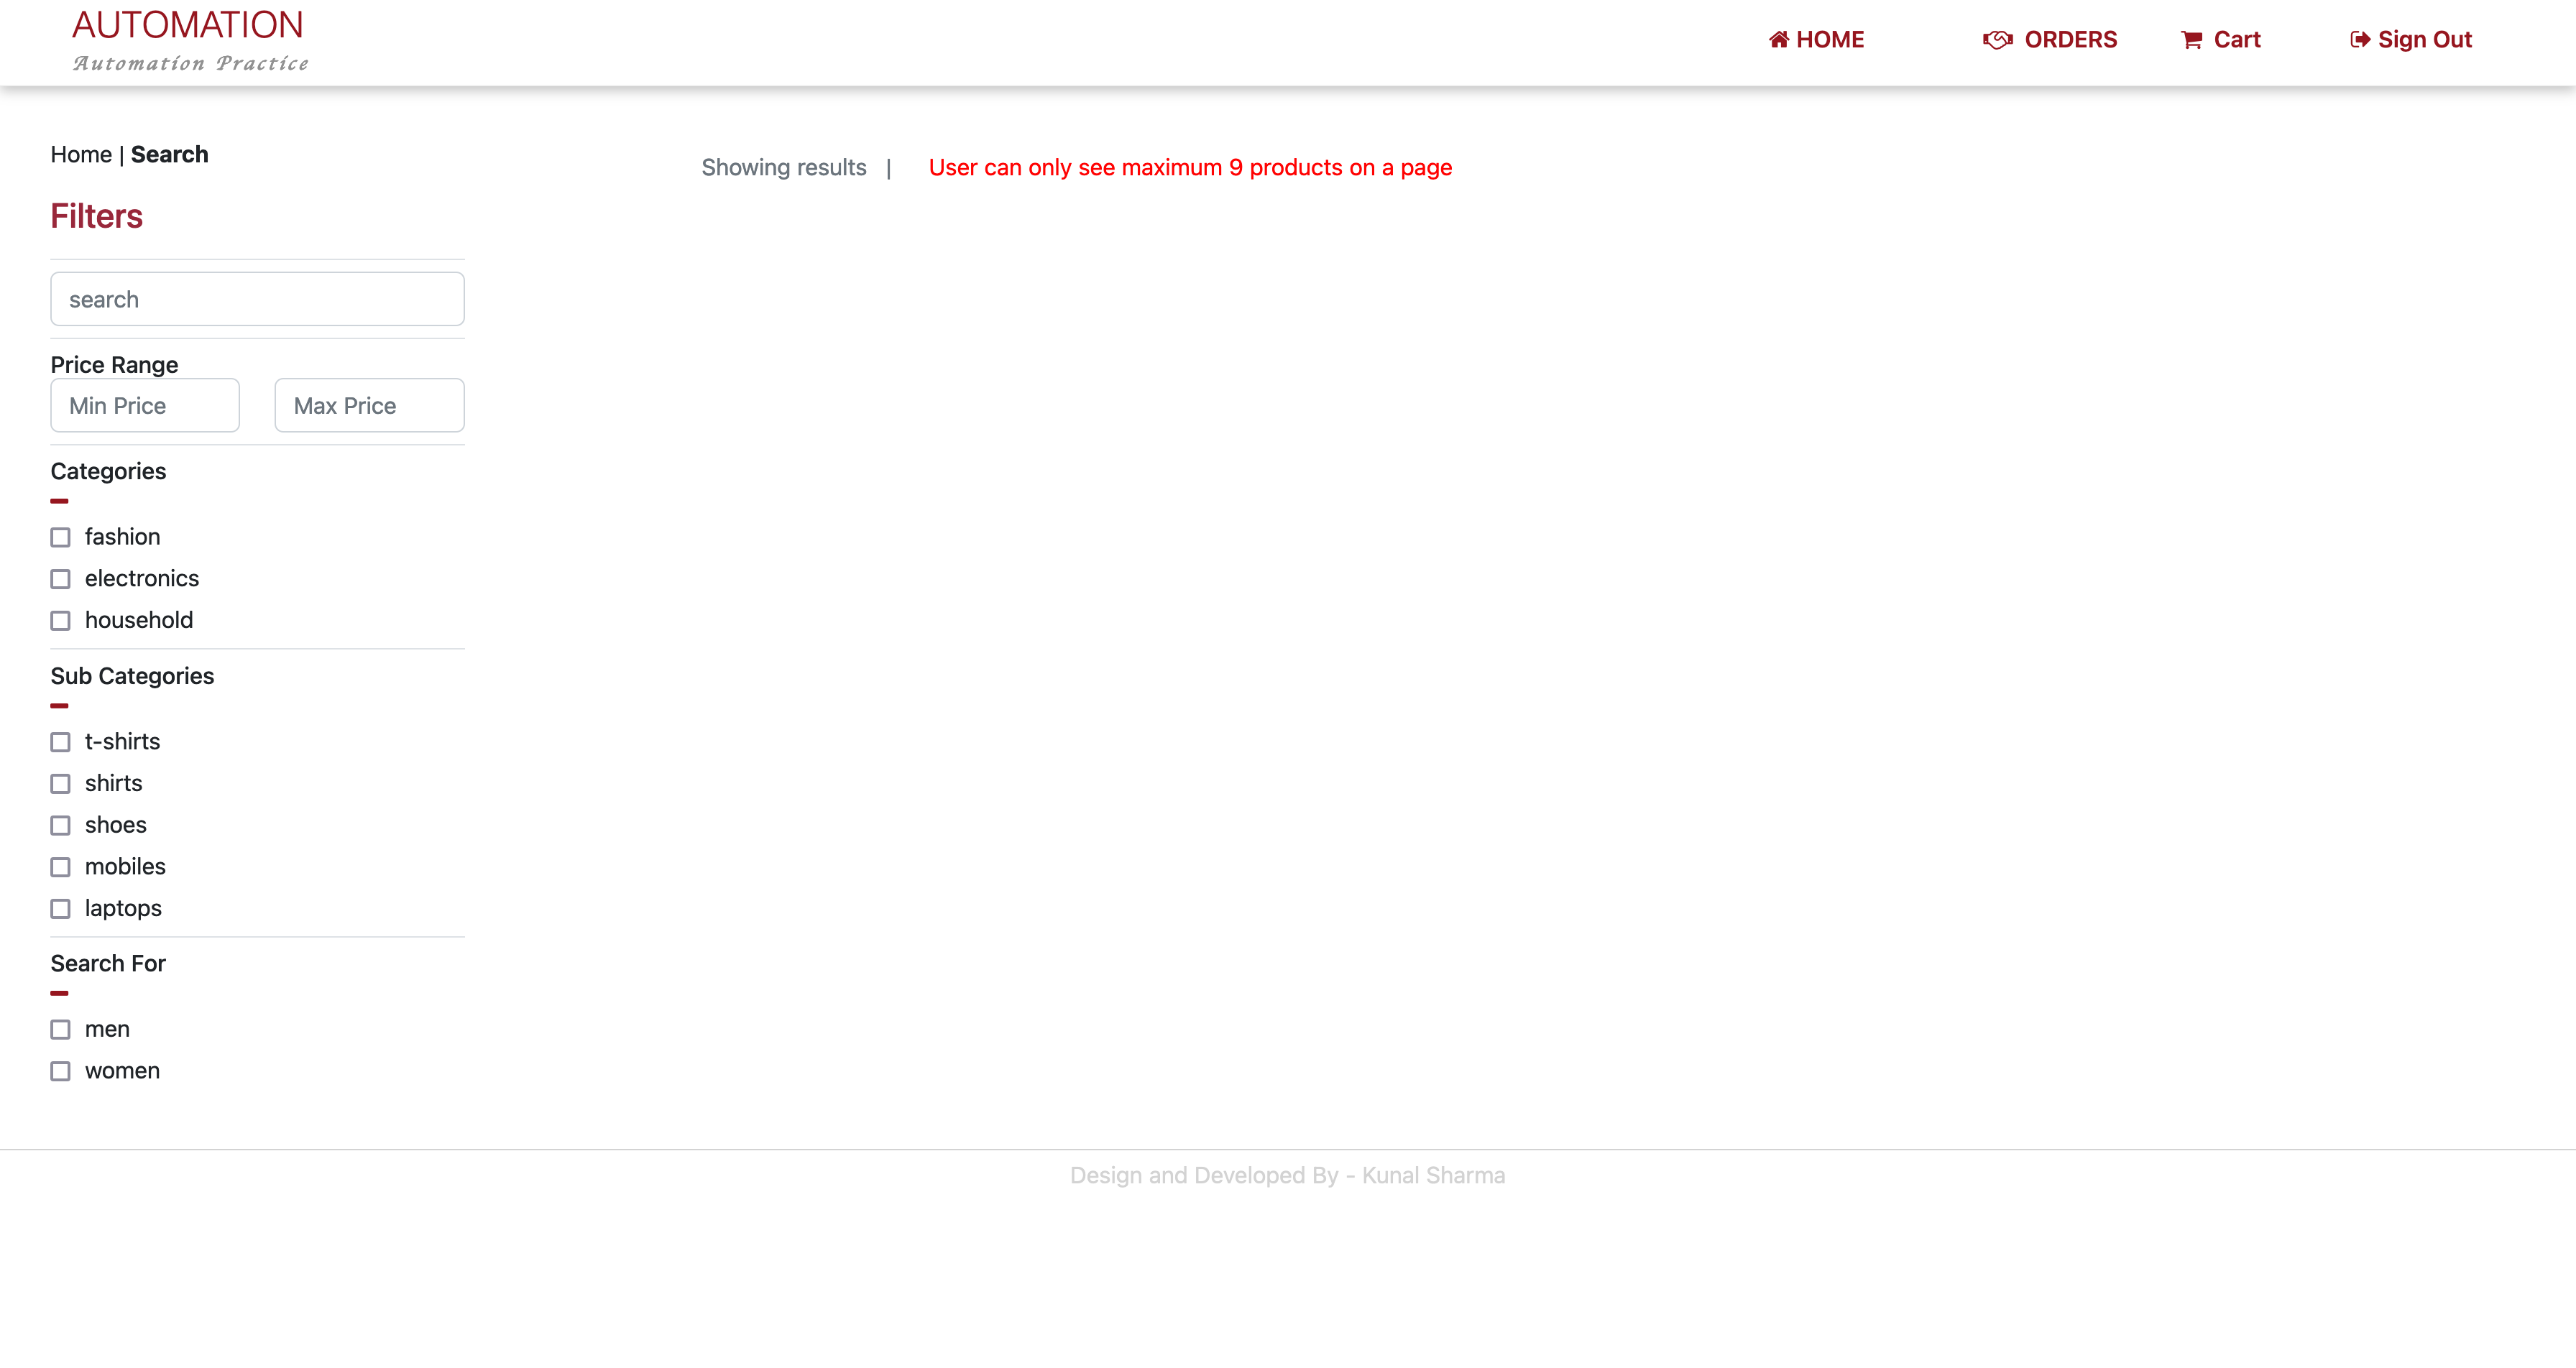 AUTOMATION
Automation Practice
HOME
ORDERS
Cart
Sign Out
Home | Search
Showing results |
User can only see maximum 9 products on a page
Filters
search
Price Range
Min Price
Max Price
Categories
fashion
electronics
household
Sub Categories
t-shirts
shirts
shoes
mobiles
laptops
Search For
men
women
Design and Developed By - Kunal Sharma